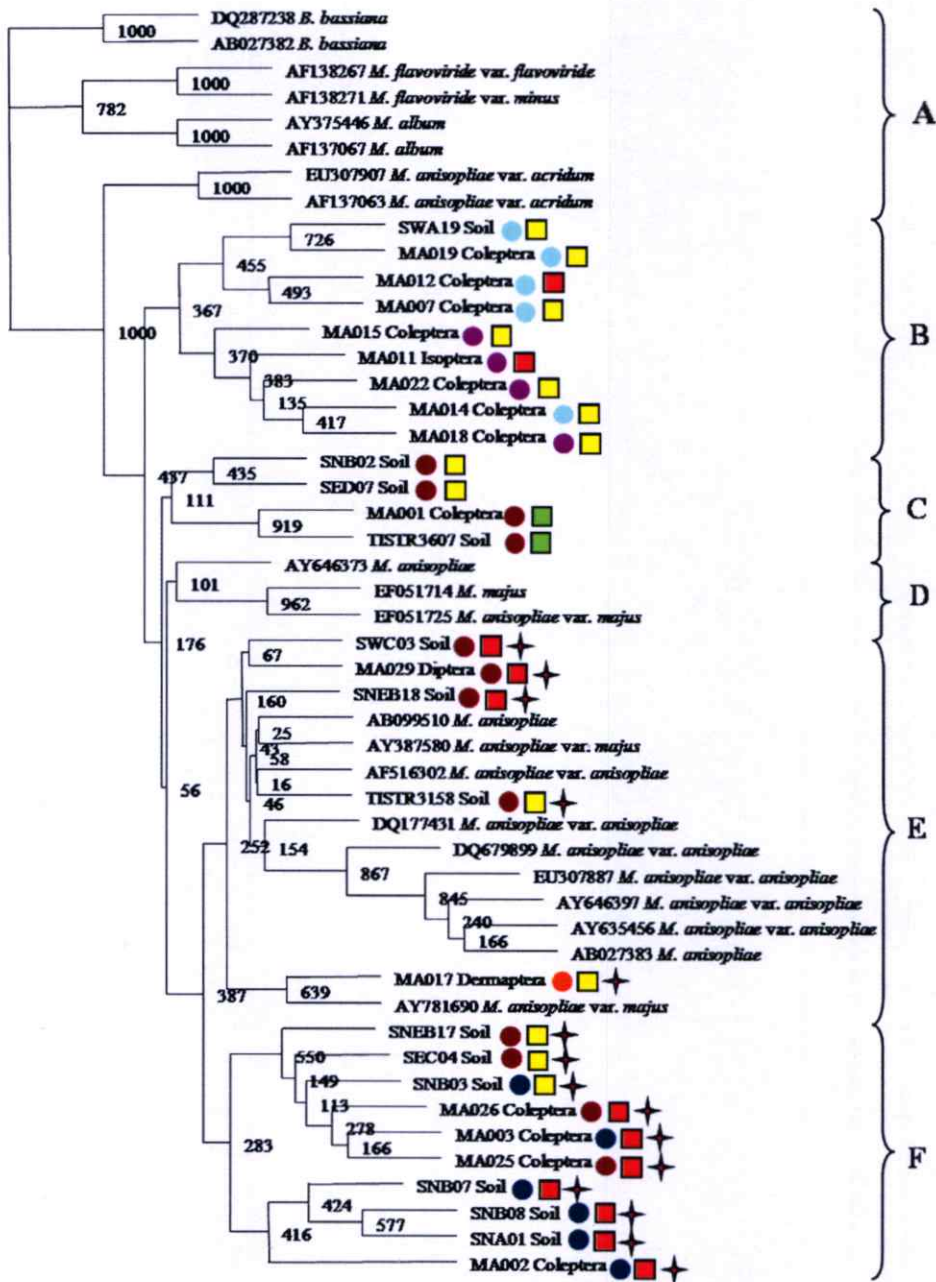 DQ287238 B. bassiana
1000
AB027382 B. bassiana
AF138267 M. flavoviride var. flavoviride
1000
AF138271 M. flavoviride var. minus
782
AY375446 M. album
1000
AF137067 M. album
A
EU307907 M. anisopliae var. acridum
1000
AF137063 M. anisopliae var. acridum
SWA19 Soil
726
MA019 Coleptera
455
MA012 Coleptera
493
MA007 Coleptera
367
1000
MA015 Coleptera
B
370
MA011 Isoptera
383
MA022 Coleptera
135
MA014 Coleptera
417
MA018 Coleptera
SNB02 Soil
437
435
SED07 Soil
111
MA001 Coleptera
C
919
TISTR3607 Soil
AY646373 M. anisopliae
101
EF051714 M. majus
D
962
EF051725 M. anisopliae var. majus
176
SWC03 Soil
67
MA029 Diptera
SNEB18 Soil
160
AB099510 M. anisopliae
25
43
AY387580 M. anisopliae var. majus
58
AF516302 M. anisopliae var. anisopliae
16
56
TISTR3158 Soil
46
DQ177431 M. anisopliae var. anisopliae
E
252
154
DQ679899 M. anisopliae var. anisopliae
867
EU307887 M. anisopliae var. anisopliae
845
AY646397 M. anisopliae var. anisopliae
240
AY635456 M. anisopliae var. anisopliae
166
AB027383 M. anisopliae
MA017 Dermaptera
387
639
AY781690 M. anisopliae var. majus
SNEB17 Soil
550
SEC04 Soil
149
SNB03 Soil
113
MA026 Coleptera
278
MA003 Coleptera
283
166
MA025 Coleptera
F
SNB07 Soil
424
SNB08 Soil
416
577
SNA01 Soil
MA002 Coleptera